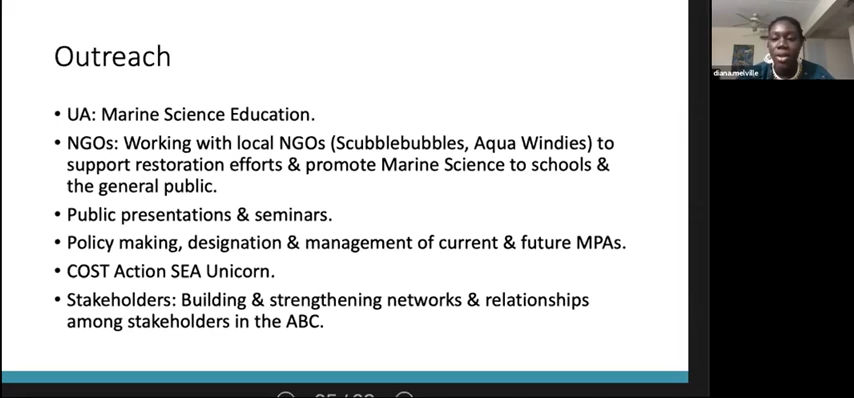 Outreach
• UA: Marine Science Education.
• NGOs: Working with local NGOs (Scubblebubbles, Aqua Windies) to
support restoration efforts & promote Marine Science to schools &
the general public.
• Public presentations & seminars.
• Policy making, designation & management of current & future MPAs.
• COST Action SEA Unicorn.
• Stakeholders: Building & strengthening networks & relationships
among stakeholders in the ABC.
diana.melville